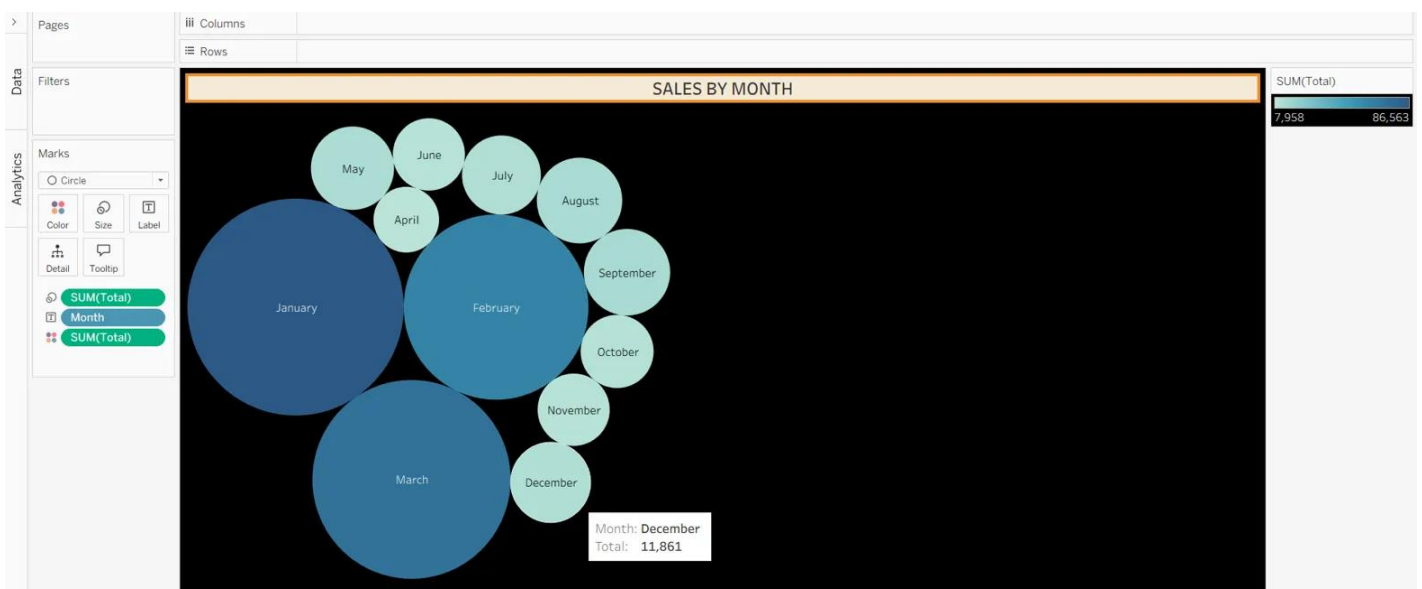 Pages
Columns
Rows
Data
Filters
SALES BY MONTH
SUM(Total)
7,958 86,563
Analytics
Marks
Circle
Color Size Label
Detail Tooltip
SUM(Total)
Month
SUM(Total)
June
May
July
August
April
September
January
February
October
November
March
December
Month: December
Total: 11,861